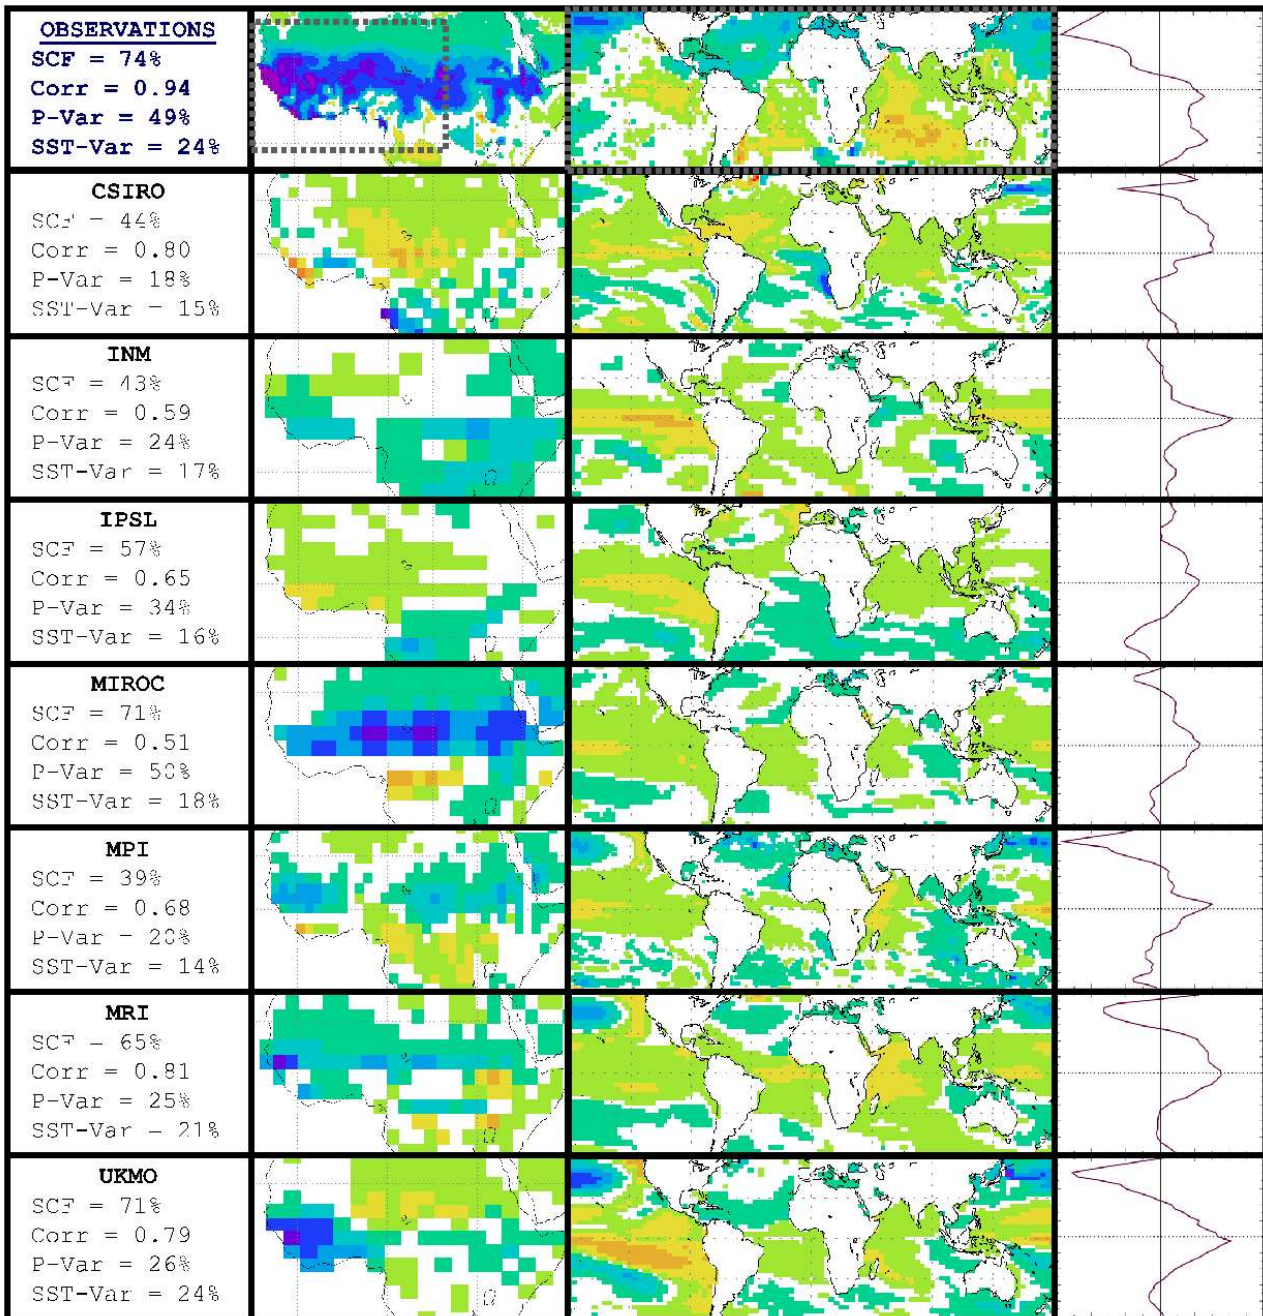 OBSERVATIONS
SCF = 74%
Corr = 0.94
P-Var = 49%
SST-Var = 24%
CSIRO
SCF = 44%
Corr = 0.80
P-Var = 18%
SST-Var = 15%
INM
SCF = 43%
Corr = 0.59
P-Var = 24%
SST-Var = 17%
IPSL
SCF = 57%
Corr = 0.65
P-Var = 34%
SST-Var = 16%
MIROC
SCF = 71%
Corr = 0.51
P-Var = 50%
SST-Var = 18%
MPI
SCF = 39%
Corr = 0.68
P-Var = 20%
SST-Var = 14%
MRI
SCF = 65%
Corr = 0.81
P-Var = 25%
SST-Var = 21%
UKMO
SCF = 71%
Corr = 0.79
P-Var = 26%
SST-Var = 24%